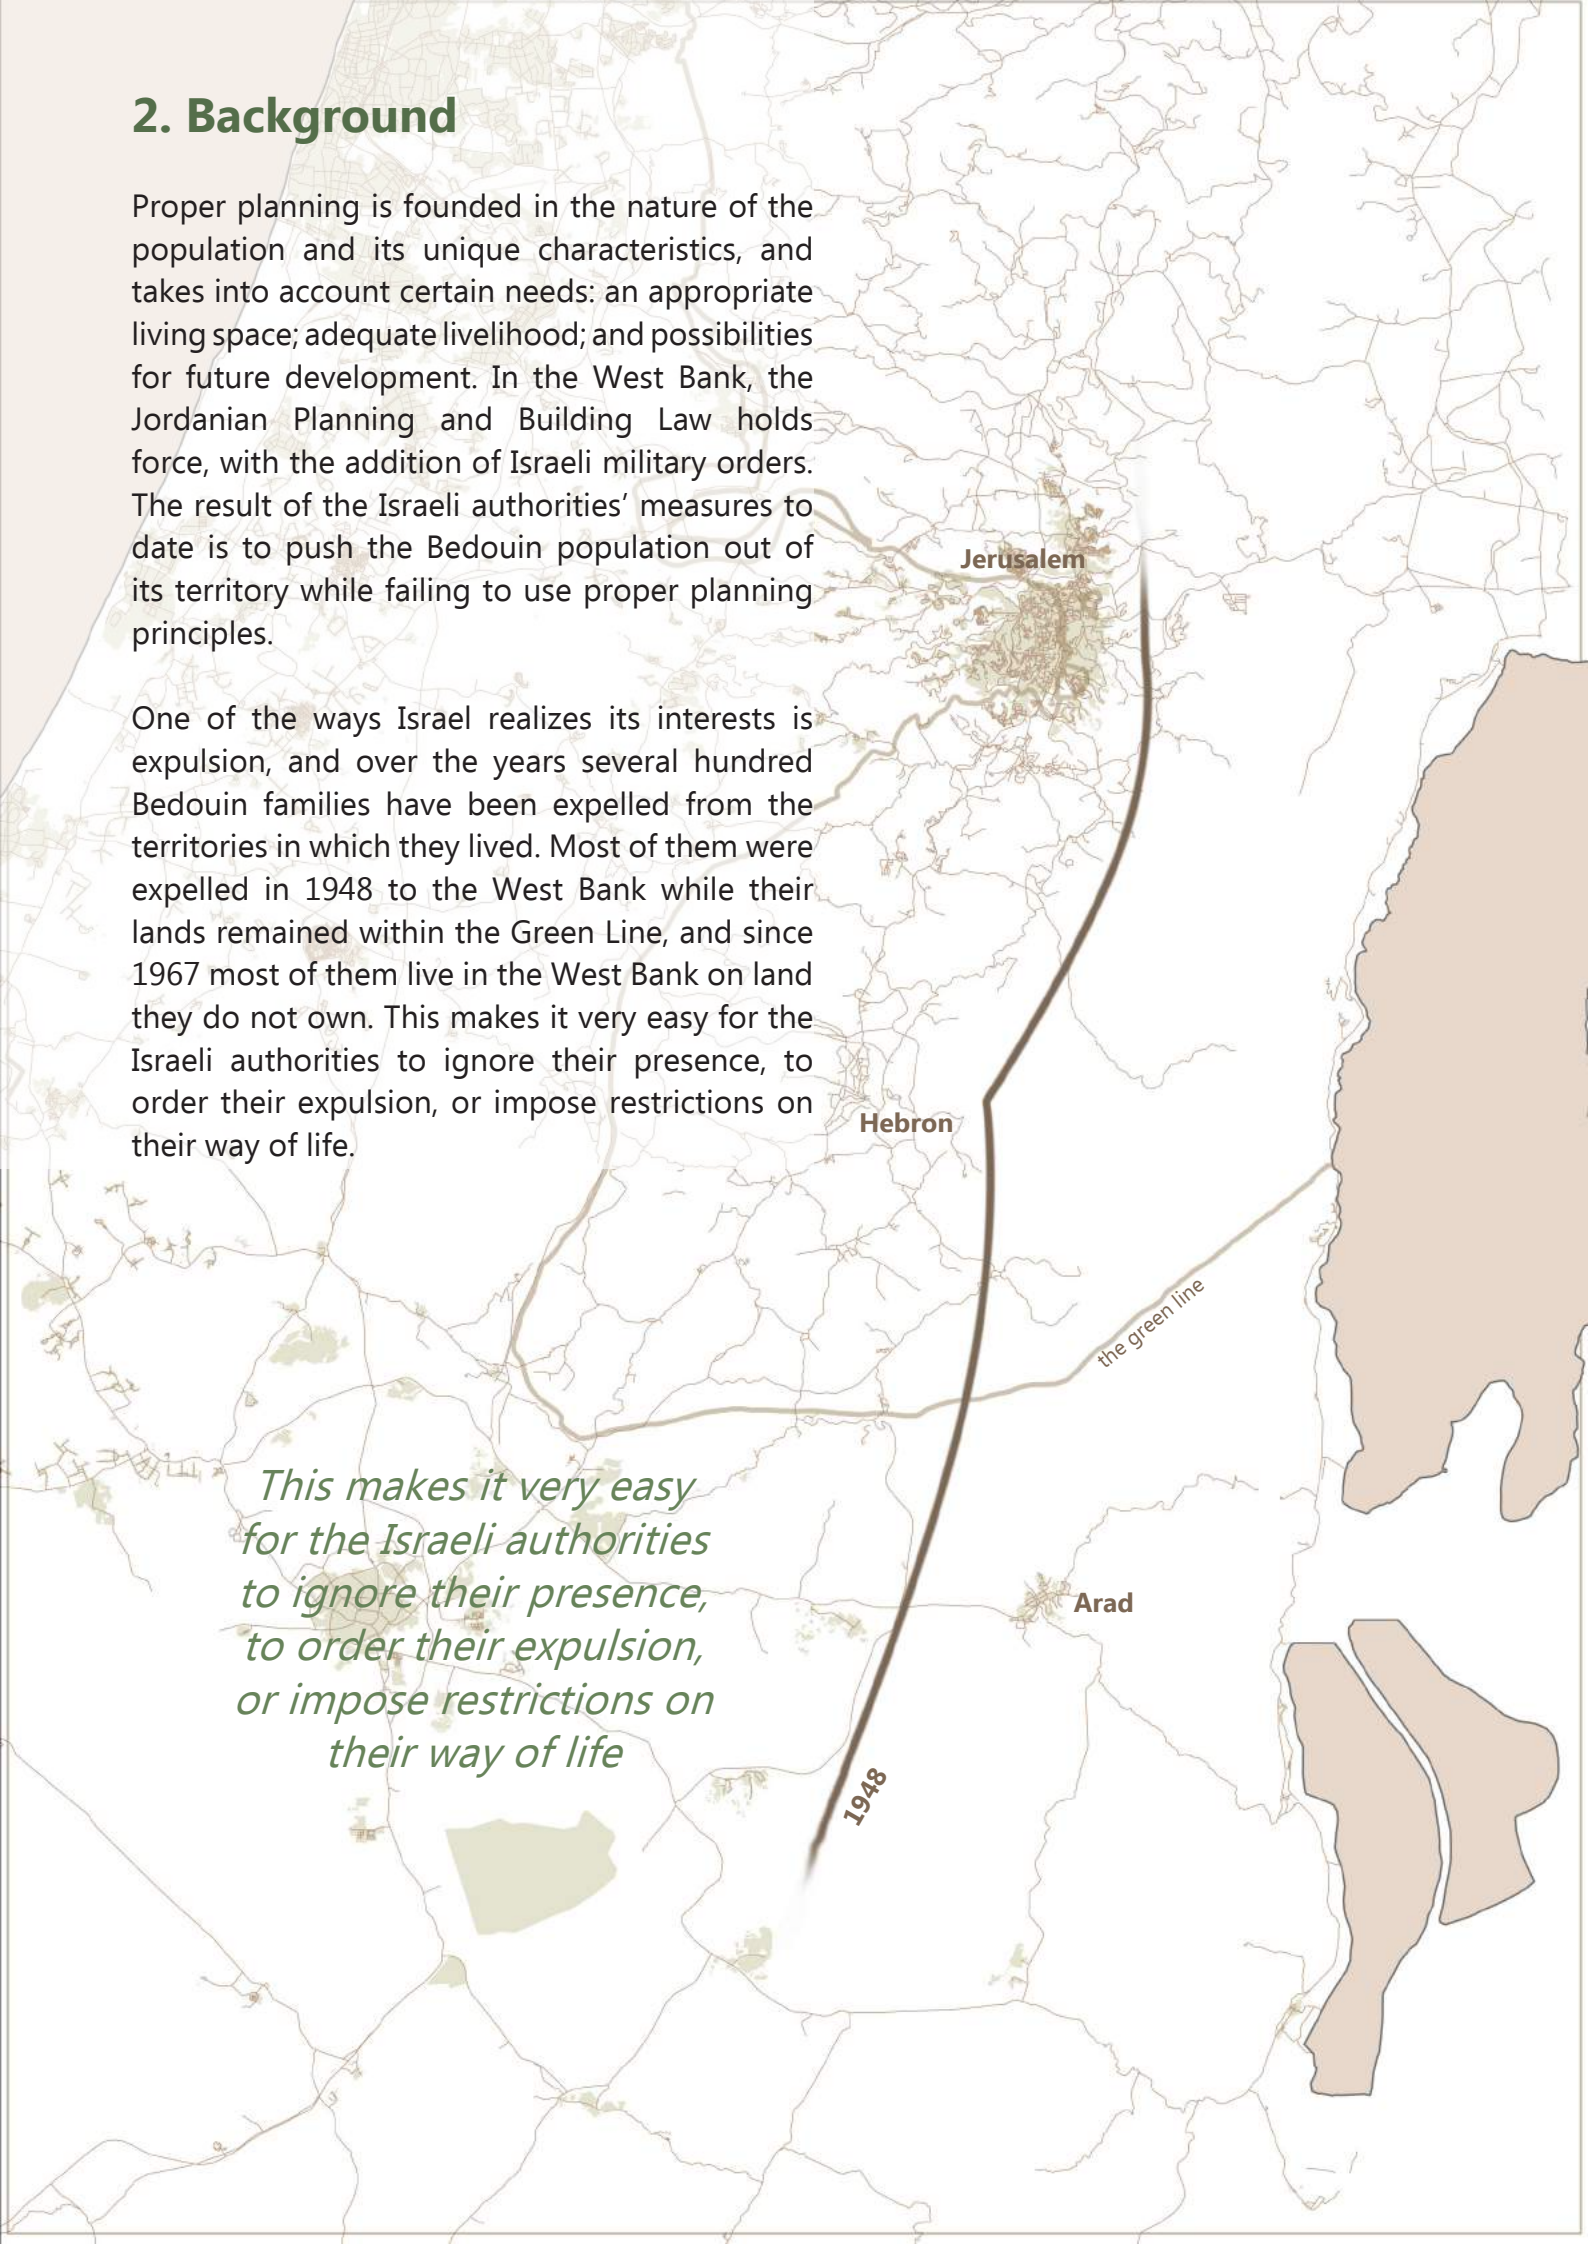 2. Background
Proper planning is founded in the nature of the
population and its unique characteristics, and
takes into account certain needs: an appropriate
living space; adequate livelihood; and possibilities
for future development. In the West Bank, the
Jordanian Planning and Building Law holds
force, with the addition of Israeli military orders.
The result of the Israeli authorities’ measures to
date is to push the Bedouin population out of
its territory while failing to use proper planning
principles.
One of the ways Israel realizes its interests is
expulsion, and over the years several hundred
Bedouin families have been expelled from the
territories in which they lived. Most of them were
expelled in 1948 to the West Bank while their
lands remained within the Green Line, and since
1967 most of them live in the West Bank on land
they do not own. This makes it very easy for the
Israeli authorities to ignore their presence, to
order their expulsion, or impose restrictions on
their way of life.
Jerusalem
Hebron
the green line
This makes it very easy
for the Israeli authorities
to ignore their presence,
to order their expulsion,
or impose restrictions on
their way of life
Arad
1948